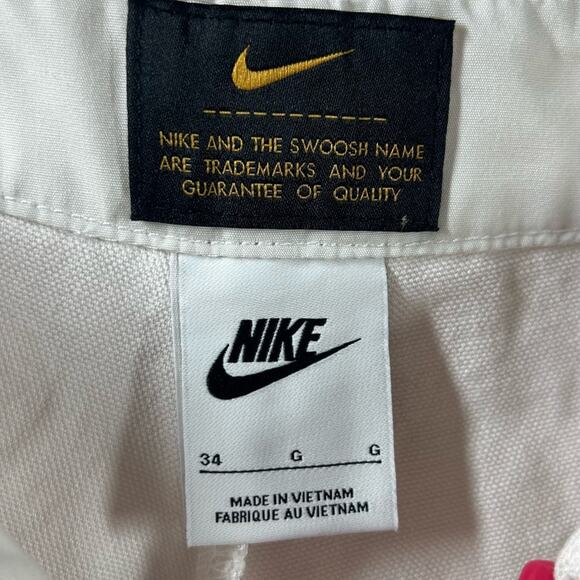 NIKE AND THE SWOOSH NAME
ARE TRADEMARKS AND YOUR
GUARANTEE OF QUALITY
NIKE
34 G G
MADE IN VIETNAM
FABRIQUE AU VIETNAM